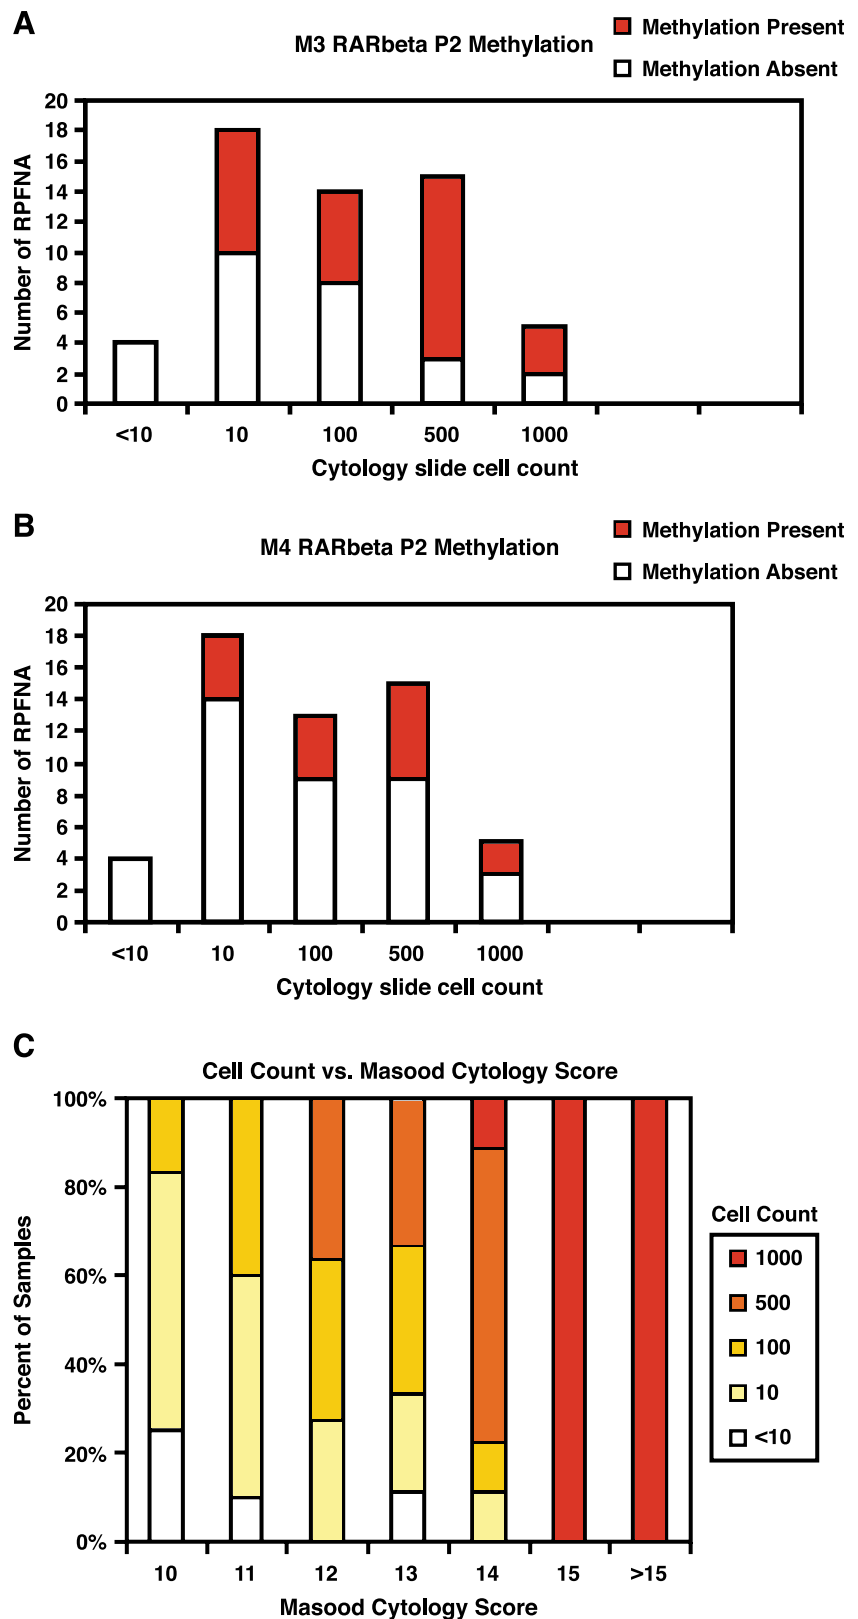 A
M3 RARbeta P2 Methylation
Methylation Present
Methylation Absent
Number of RPFNA
20
18
16
14
12
10
8
6
4
2
0
<10 10 100 500 1000
Cytology slide cell count
B
M4 RARbeta P2 Methylation
Methylation Present
Methylation Absent
Number of RPFNA
20
18
16
14
12
10
8
6
4
2
0
<10 10 100 500 1000
Cytology slide cell count
C
Cell Count vs. Masood Cytology Score
Percent of Samples
100%
80%
60%
40%
20%
0%
10 11 12 13 14 15 >15
Masood Cytology Score
Cell Count
1000
500
100
10
<10